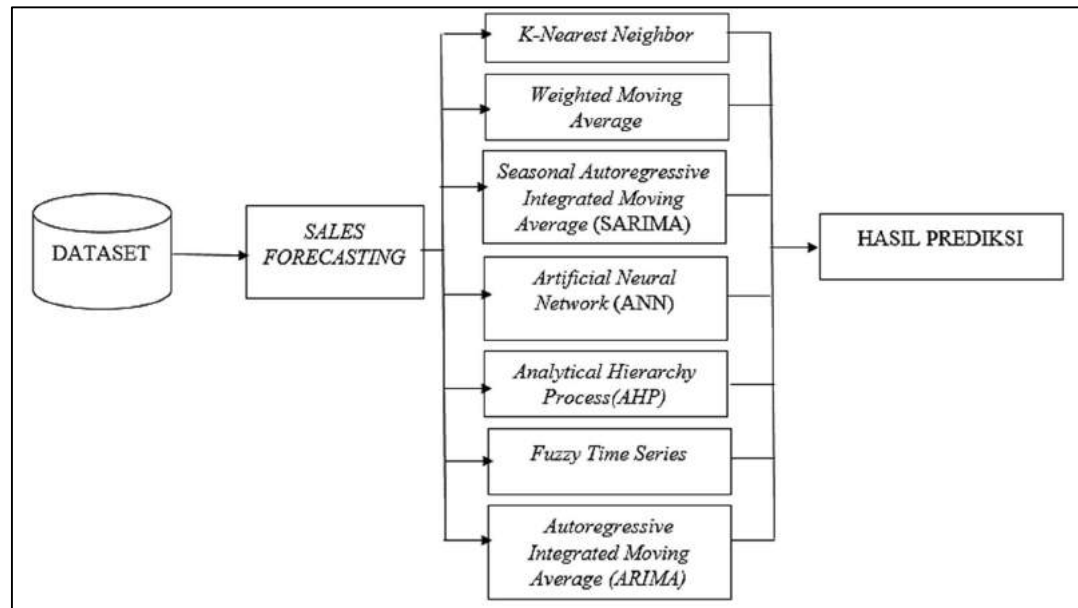 DATASET
SALES
FORECASTING
K-Nearest Neighbor
Weighted Moving
Average
Seasonal Autoregressive
Integrated Moving
Average (SARIMA)
Artificial Neural
Network (ANN)
Analytical Hierarchy
Process(AHP)
Fuzzy Time Series
Autoregressive
Integrated Moving
Average (ARIMA)
HASIL PREDIKSI